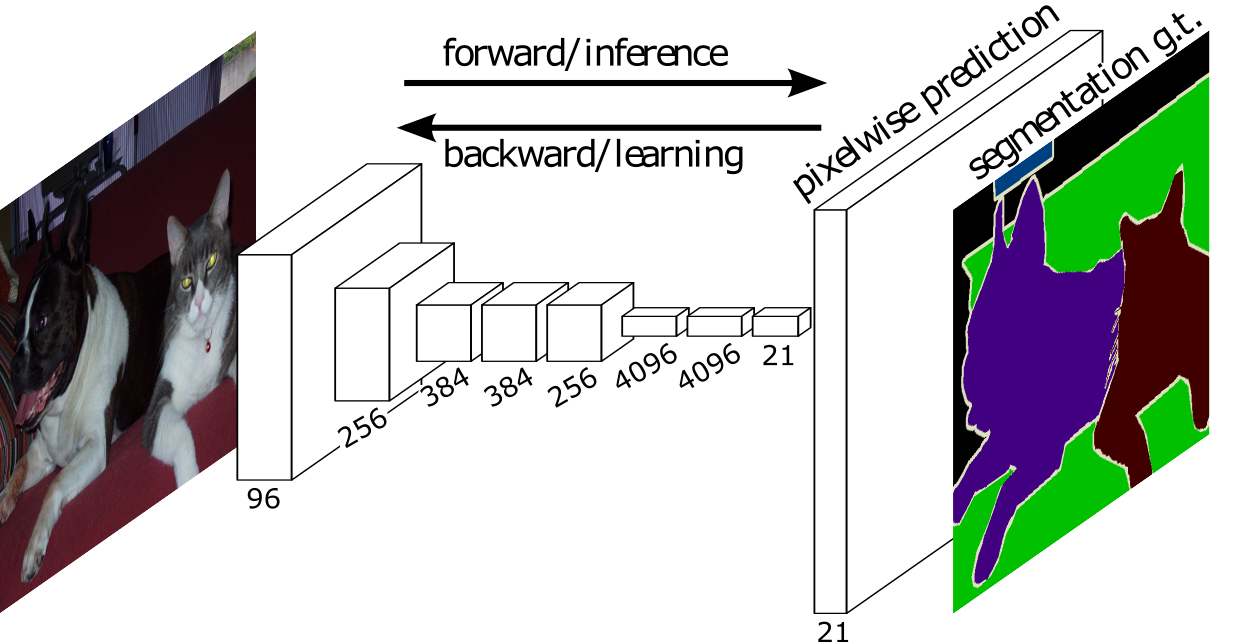 forward/inference
backward/learning
pixelwise prediction
segmentation g.t.
96
256
384
384
256
4096
4096
21
21